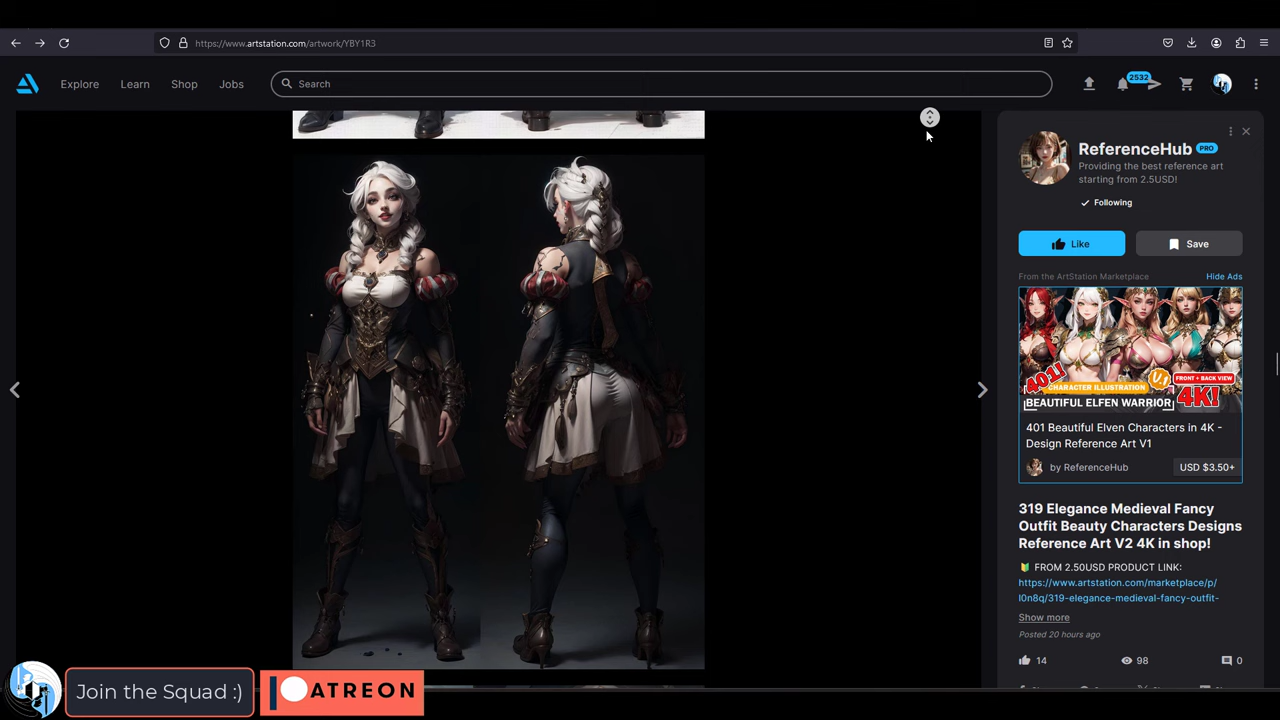 https://www.artstation.com/artwork/YBY1R3
Explore
Learn
Shop
Jobs
Search
2532
ReferenceHub PRO
Providing the best reference art
starting from 2.5USD!
Following
Like
Save
From the ArtStation Marketplace
Hide Ads
401!
CHARACTER ILLUSTRATION
V.1
FRONT + BACK VIEW
BEAUTIFUL ELFEN WARRIOR
4K!
401 Beautiful Elven Characters in 4K -
Design Reference Art V1
by ReferenceHub
USD $3.50+
319 Elegance Medieval Fancy
Outfit Beauty Characters Designs
Reference Art V2 4K in shop!
FROM 2.50USD PRODUCT LINK:
https://www.artstation.com/marketplace/p/
l0n8q/319-elegance-medieval-fancy-outfit-
Show more
Posted 20 hours ago
14
98
0
Join the Squad :)
PATREON